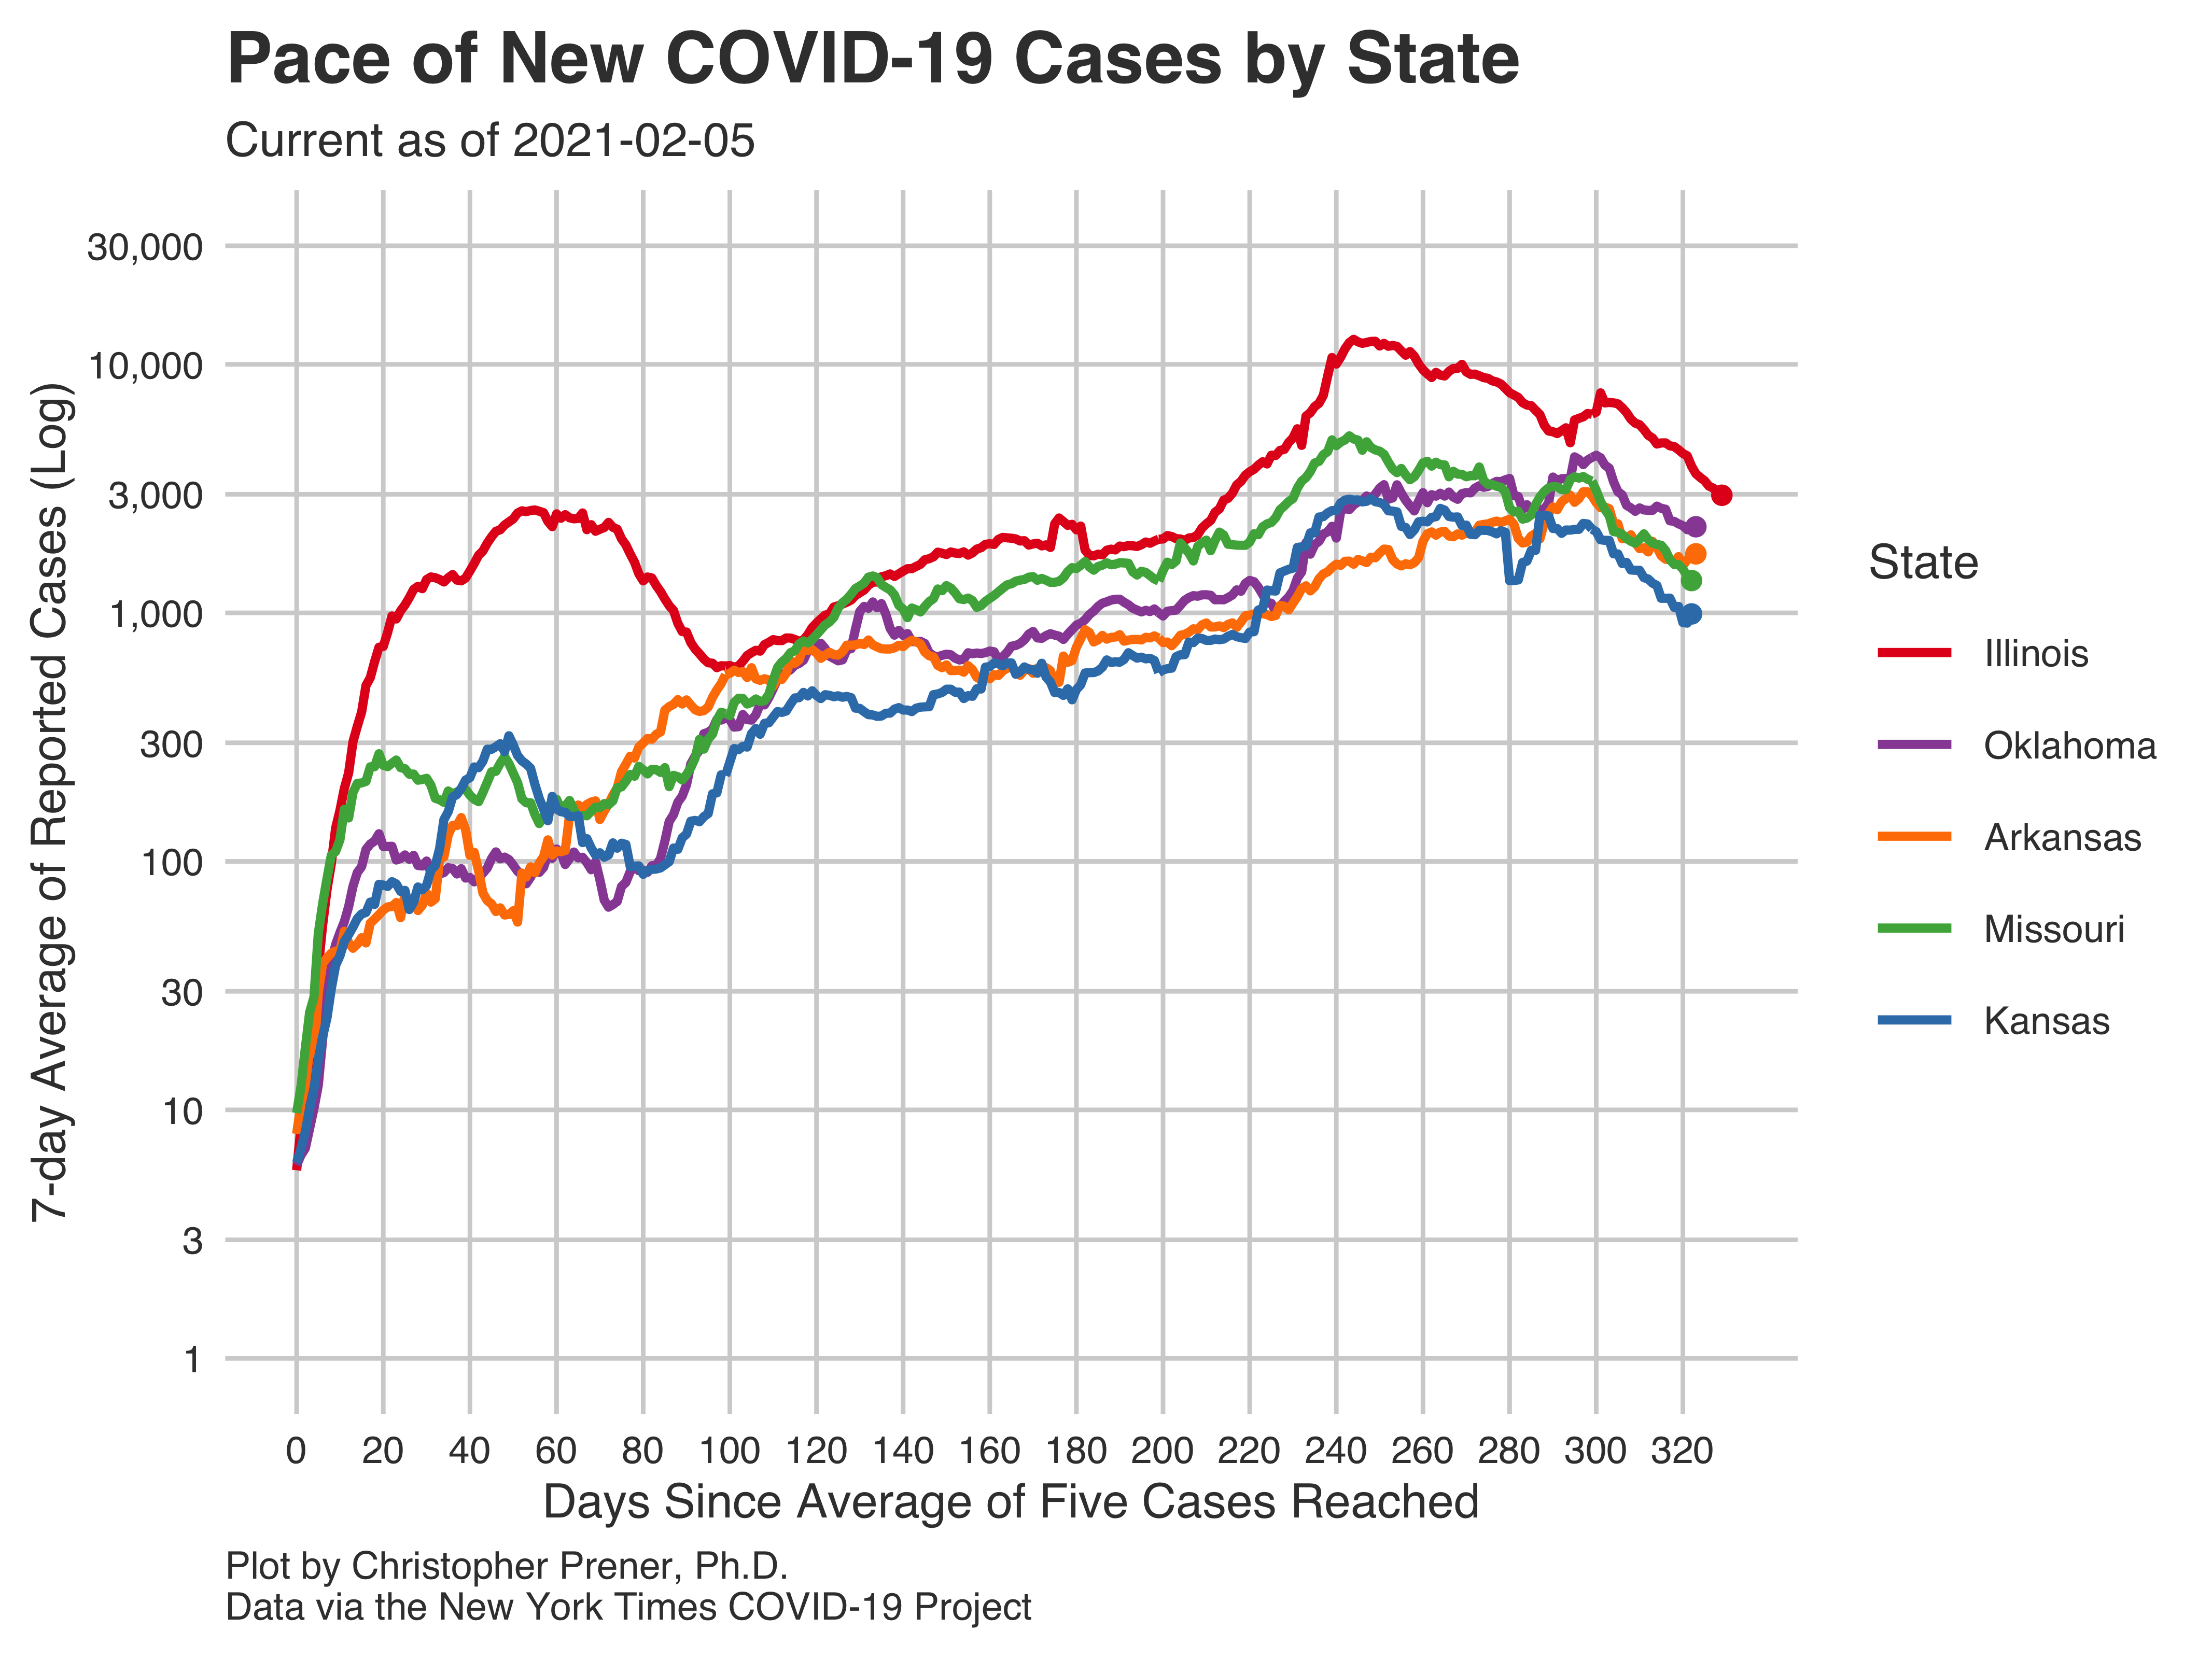 Pace of New COVID-19 Cases by State
Current as of 2021-02-05
7-day Average of Reported Cases (Log)
30,000
10,000
3,000
1,000
300
100
30
10
3
1
0 20 40 60 80 100 120 140 160 180 200 220 240 260 280 300 320
Days Since Average of Five Cases Reached
State
Illinois
Oklahoma
Arkansas
Missouri
Kansas
Plot by Christopher Prener, Ph.D.
Data via the New York Times COVID-19 Project